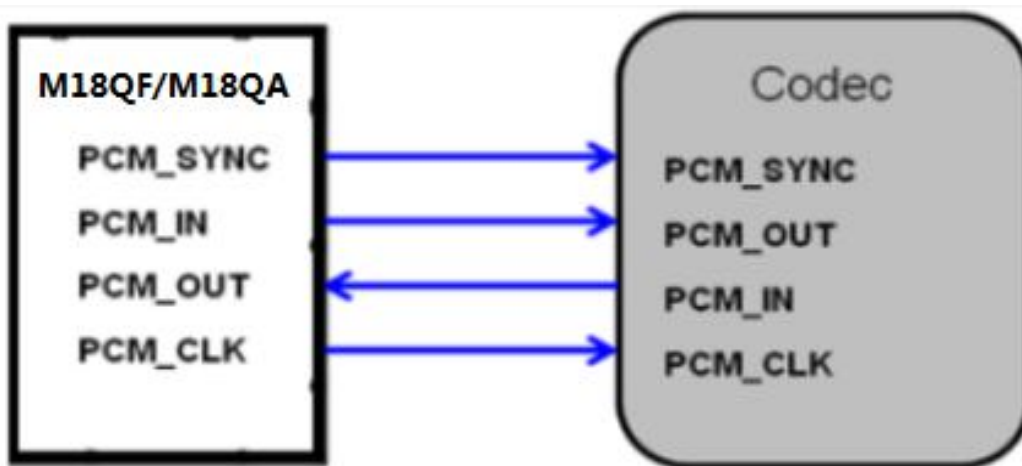 M18QF/M18QA
PCM_SYNC
PCM_IN
PCM_OUT
PCM_CLK
Codec
PCM_SYNC
PCM_OUT
PCM_IN
PCM_CLK